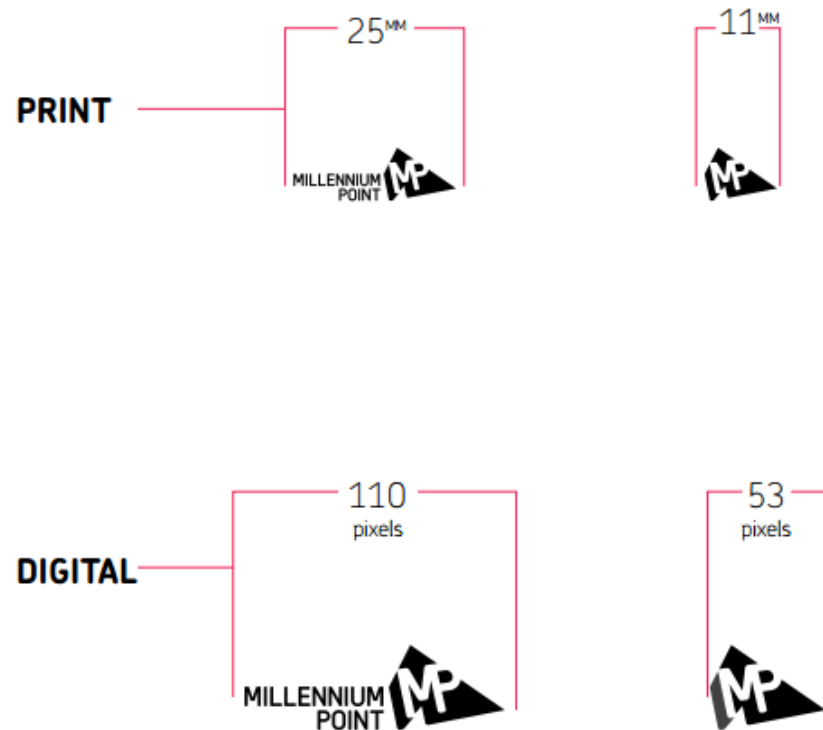 25MM
11MM
PRINT
MILLENNIUM
POINT
MP
MP
110
pixels
53
pixels
DIGITAL
MILLENNIUM
POINT
MP
MP